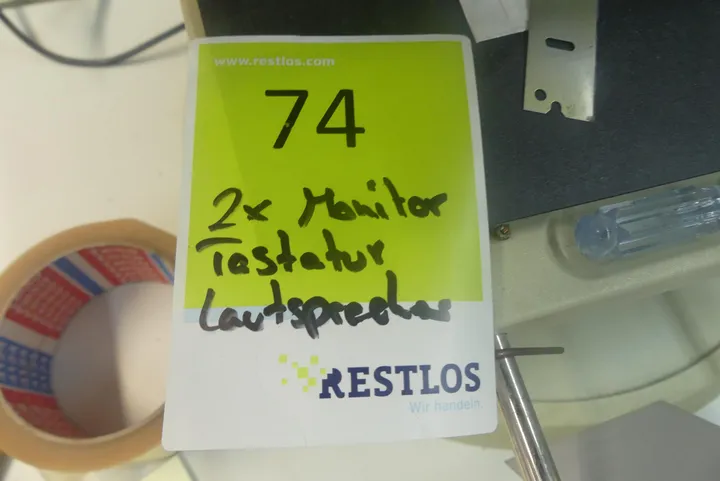 www.restlos.com
74
2x Monitor
Tastatur
Lautsprecher
RESTLOS
Wir handeln.